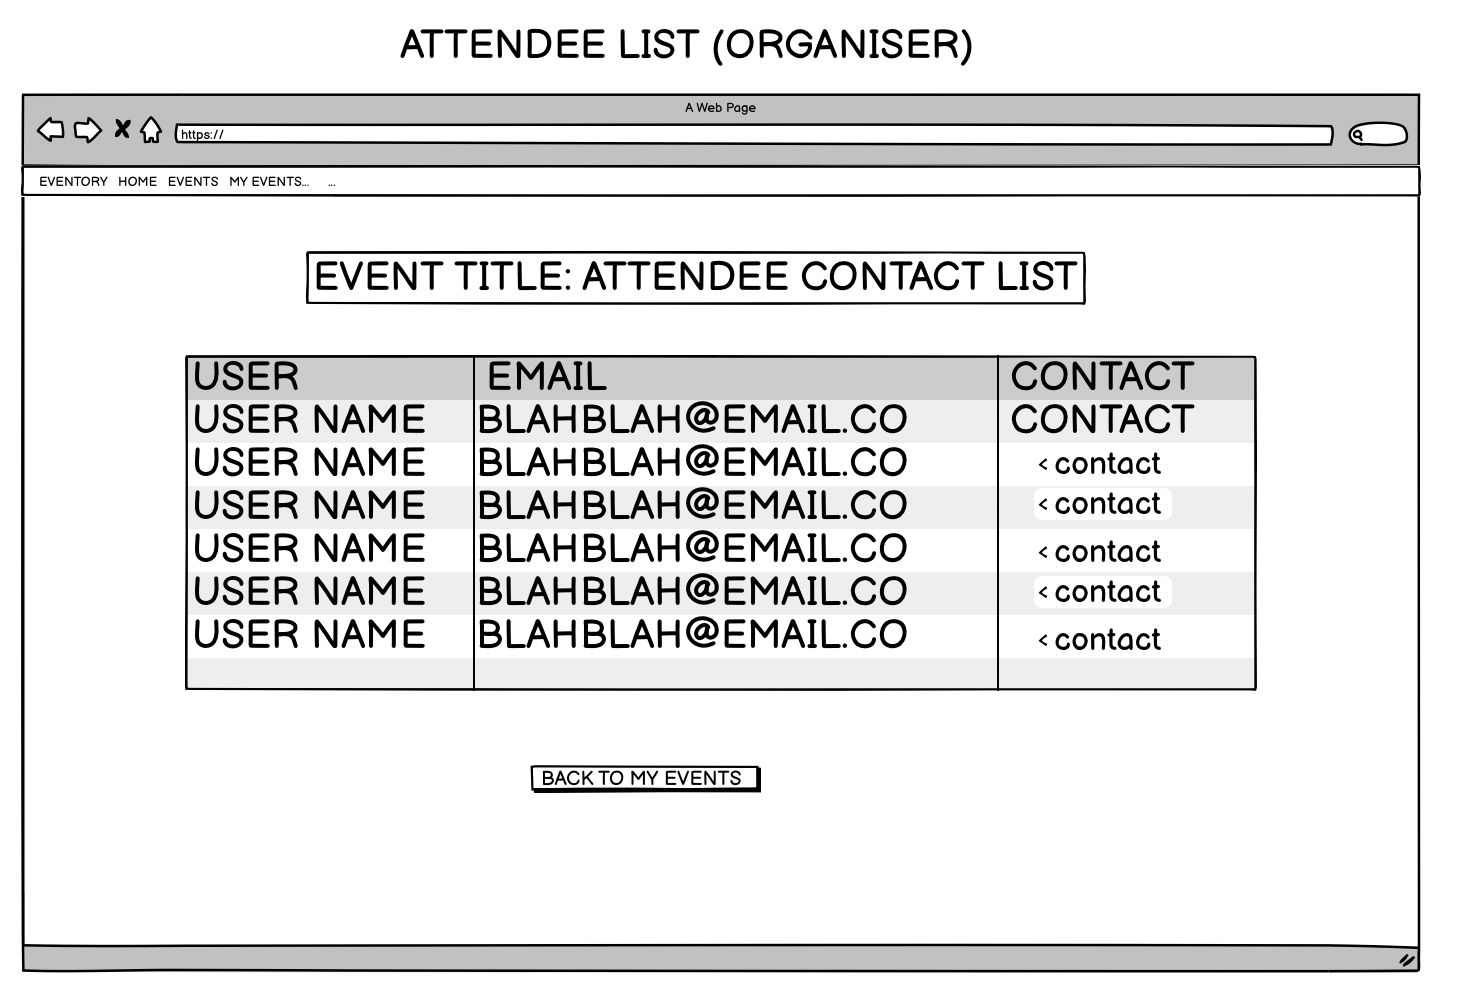 ATTENDEE LIST (ORGANISER)
A Web Page
https://
EVENTORY HOME EVENTS MY EVENTS... ...
EVENT TITLE: ATTENDEE CONTACT LIST
USER EMAIL CONTACT
USER NAME BLAHBLAH@EMAIL.CO CONTACT
USER NAME BLAHBLAH@EMAIL.CO < contact
USER NAME BLAHBLAH@EMAIL.CO < contact
USER NAME BLAHBLAH@EMAIL.CO < contact
USER NAME BLAHBLAH@EMAIL.CO < contact
USER NAME BLAHBLAH@EMAIL.CO < contact
BACK TO MY EVENTS